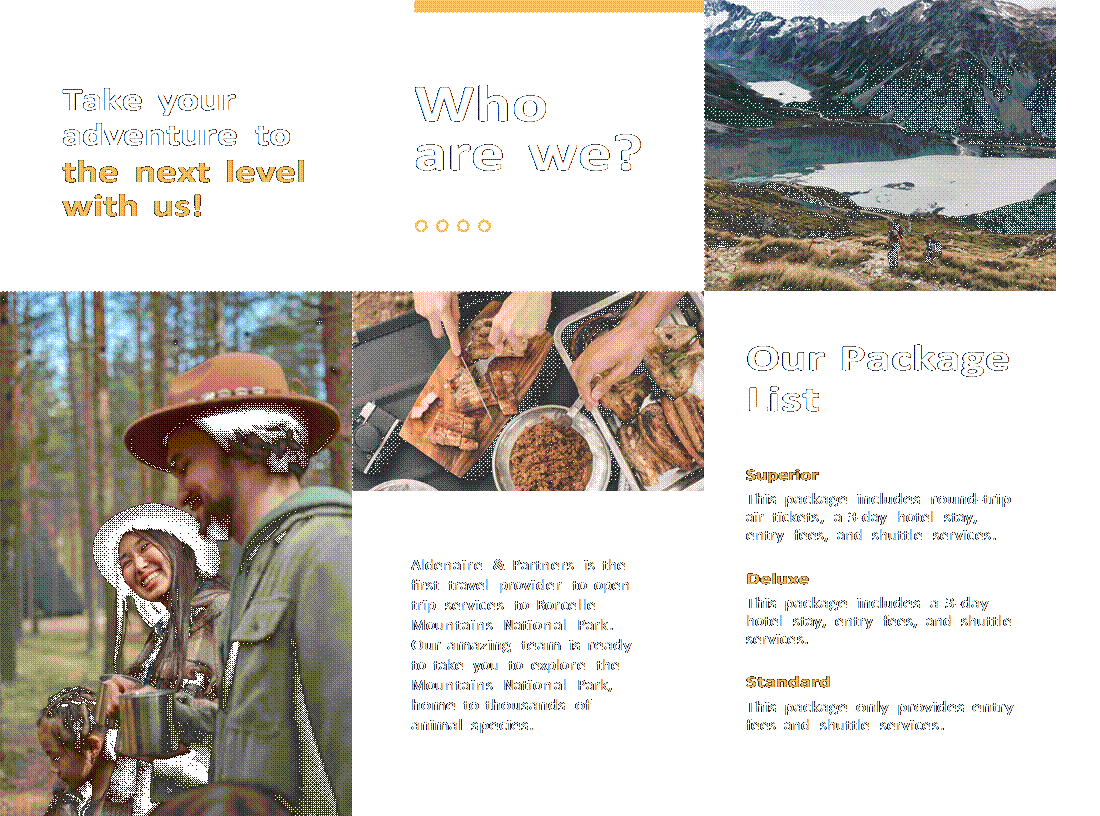 Take your
adventure to
the next level
with us!
Who
are we?
Aldenaire & Partners is the
first travel provider to open
trip services to Borcelle
Mountains National Park.
Our amazing team is ready
to take you to explore the
Mountains National Park,
home to thousands of
animal species.
Our Package
List
Superior
This package includes round-trip
air tickets, a 3-day hotel stay,
entry fees, and shuttle services.
Deluxe
This package includes a 3-day
hotel stay, entry fees, and shuttle
services.
Standard
This package only provides entry
fees and shuttle services.